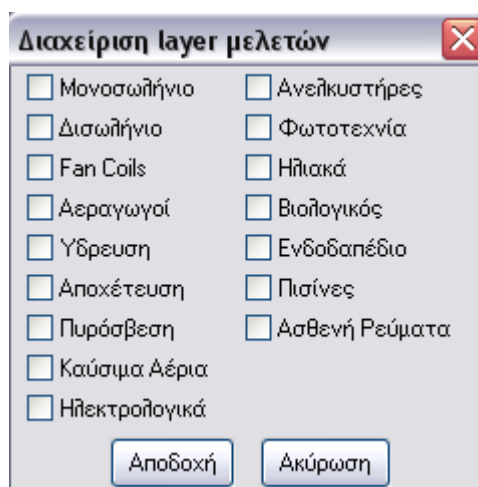 Διαχείριση layer μελετών
Μονοσωλήνιο
Δισωλήνιο
Fan Coils
Αεραγωγοί
Ύδρευση
Αποχέτευση
Πυρόσβεση
Καύσιμα Αέρια
Ηλεκτρολογικά
Ανελκυστήρες
Φωτοτεχνία
Ηλιακά
Βιολογικός
Ενδοδαπέδιο
Πισίνες
Ασθενή Ρεύματα
Αποδοχή
Ακύρωση